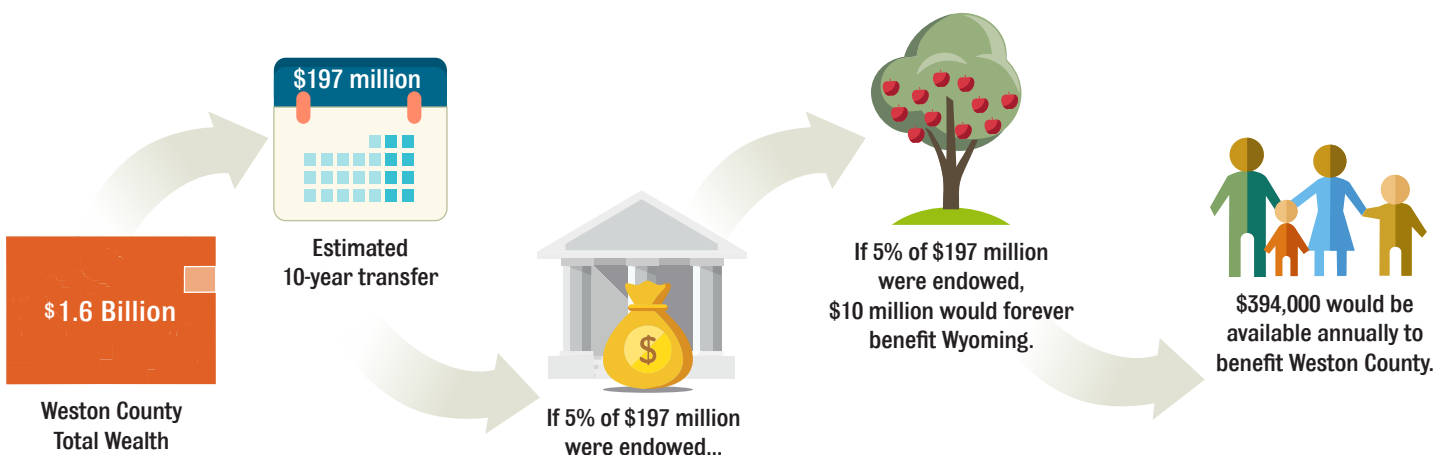 $1.6 Billion
Weston County
Total Wealth
$197 million
Estimated
10-year transfer
$
If 5% of $197 million
were endowed...
If 5% of $197 million
were endowed,
$10 million would forever
benefit Wyoming.
$394,000 would be
available annually to
benefit Weston County.